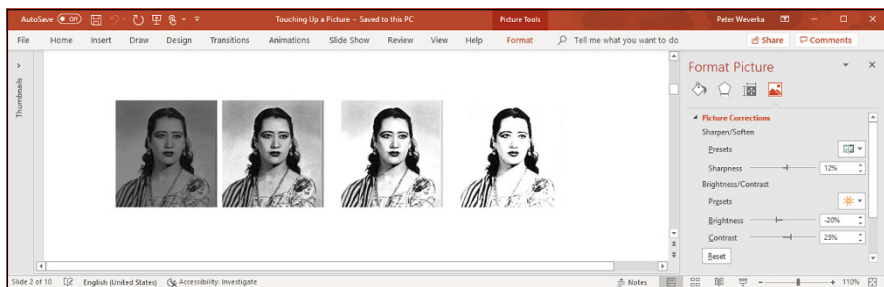 AutoSave Off Touching Up a Picture - Saved to this PC Picture Tools Peter Weverka
File Home Insert Draw Design Transitions Animations Slide Show Review View Help Format Tell me what you want to do Share Comments
Thumbnails
Format Picture
Picture Corrections
Sharpen/Soften
Presets
Sharpness 12%
Brightness/Contrast
Presets
Brightness -20%
Contrast 23%
Reset
Slide 2 of 10 English (United States) Accessibility: Investigate Notes 110%